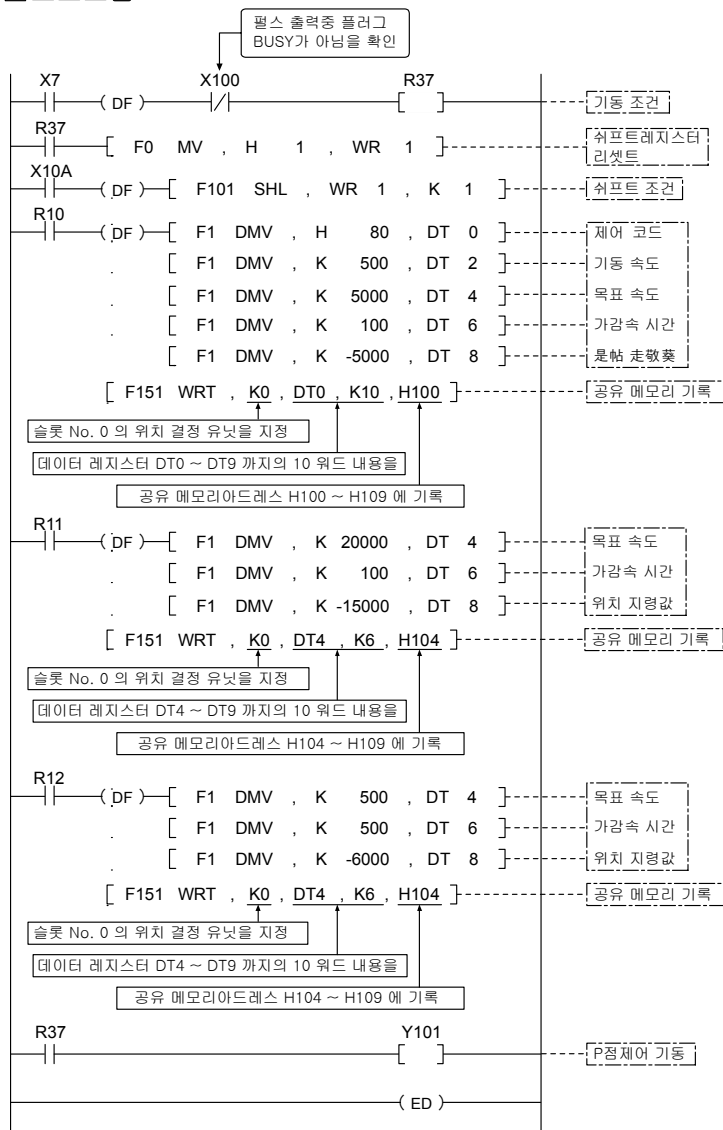 펄스 출력중 플러그
BUSY가 아님을 확인
X7 X100 R37
( DF ) [ ] 기동 조건
R37
[ F0 MV , H 1 , WR 1 ] 쉬프트레지스터
리셋트
X10A
( DF ) [ F101 SHL , WR 1 , K 1 ] 쉬프트 조건
R10
( DF ) [ F1 DMV , H 80 , DT 0 ] 제어 코드
[ F1 DMV , K 500 , DT 2 ] 기동 속도
[ F1 DMV , K 5000 , DT 4 ] 목표 속도
[ F1 DMV , K 100 , DT 6 ] 가감속 시간
[ F1 DMV , K -5000 , DT 8 ] 是帖 走敬葵
[ F151 WRT , K0 , DT0 , K10 , H100 ] 공유 메모리 기록
슬롯 No. 0 의 위치 결정 유닛을 지정
데이터 레지스터 DT0 ~ DT9 까지의 10 워드 내용을
공유 메모리아드레스 H100 ~ H109 에 기록
R11
( DF ) [ F1 DMV , K 20000 , DT 4 ] 목표 속도
[ F1 DMV , K 100 , DT 6 ] 가감속 시간
[ F1 DMV , K -15000 , DT 8 ] 위치 지령값
[ F151 WRT , K0 , DT4 , K6 , H104 ] 공유 메모리 기록
슬롯 No. 0 의 위치 결정 유닛을 지정
데이터 레지스터 DT4 ~ DT9 까지의 10 워드 내용을
공유 메모리아드레스 H104 ~ H109 에 기록
R12
( DF ) [ F1 DMV , K 500 , DT 4 ] 목표 속도
[ F1 DMV , K 500 , DT 6 ] 가감속 시간
[ F1 DMV , K -6000 , DT 8 ] 위치 지령값
[ F151 WRT , K0 , DT4 , K6 , H104 ] 공유 메모리 기록
슬롯 No. 0 의 위치 결정 유닛을 지정
데이터 레지스터 DT4 ~ DT9 까지의 10 워드 내용을
공유 메모리아드레스 H104 ~ H109 에 기록
R37 Y101
[ ] P점제어 기동
( ED )